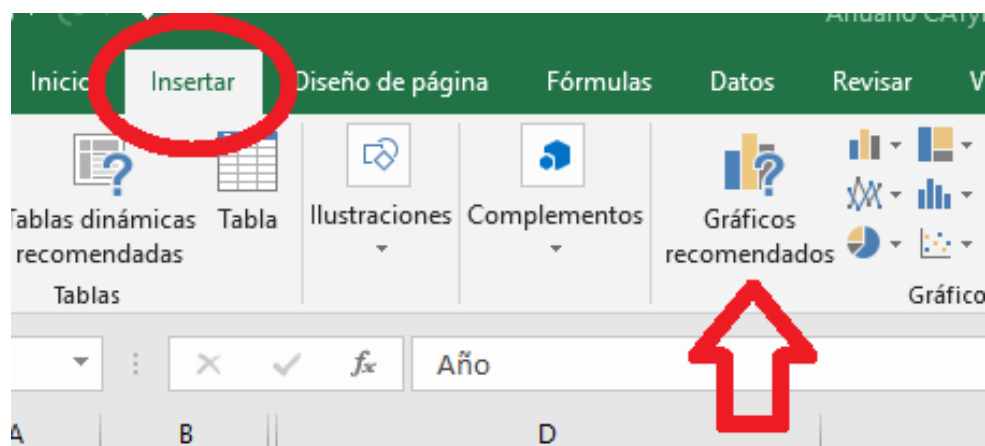 Inicio Insertar Diseño de página Fórmulas Datos Revisar
Tablas dinámicas recomendadas
Tabla
Ilustraciones
Complementos
Gráficos recomendados
Tablas
fx Año
A B D